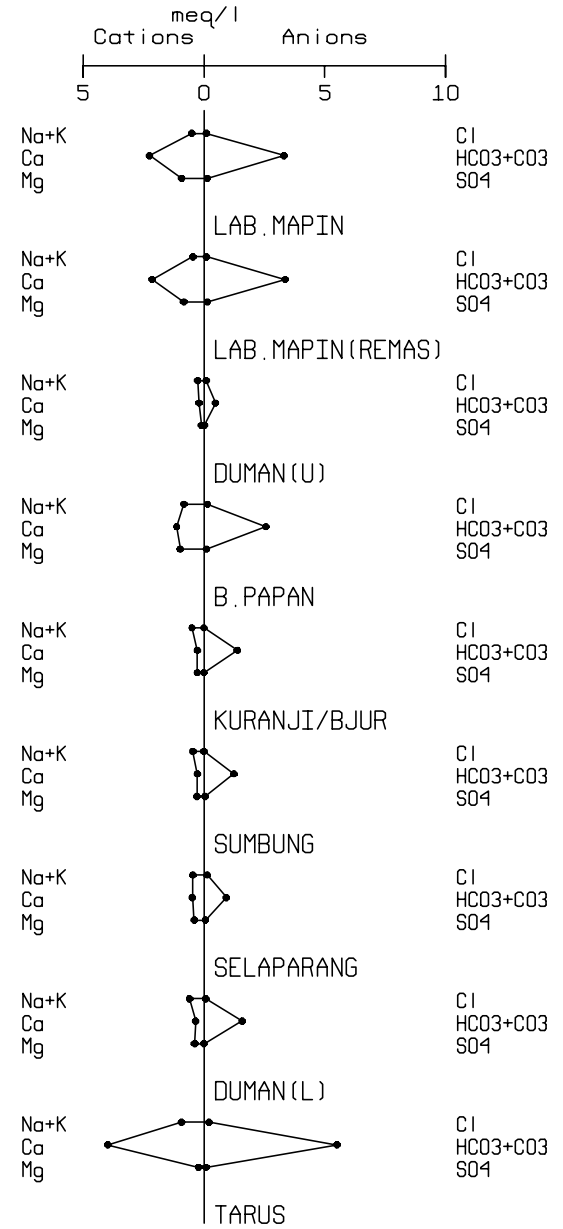 meq/l
Cations Anions
5 0 5 10
Na+K Cl
Ca HCO3+CO3
Mg SO4
LAB.MAPIN
Na+K Cl
Ca HCO3+CO3
Mg SO4
LAB.MAPIN(REMAS)
Na+K Cl
Ca HCO3+CO3
Mg SO4
DUMAN(U)
Na+K Cl
Ca HCO3+CO3
Mg SO4
B.PAPAN
Na+K Cl
Ca HCO3+CO3
Mg SO4
KURANJI/BJUR
Na+K Cl
Ca HCO3+CO3
Mg SO4
SUMBUNG
Na+K Cl
Ca HCO3+CO3
Mg SO4
SELAPARANG
Na+K Cl
Ca HCO3+CO3
Mg SO4
DUMAN(L)
Na+K Cl
Ca HCO3+CO3
Mg SO4
TARUS